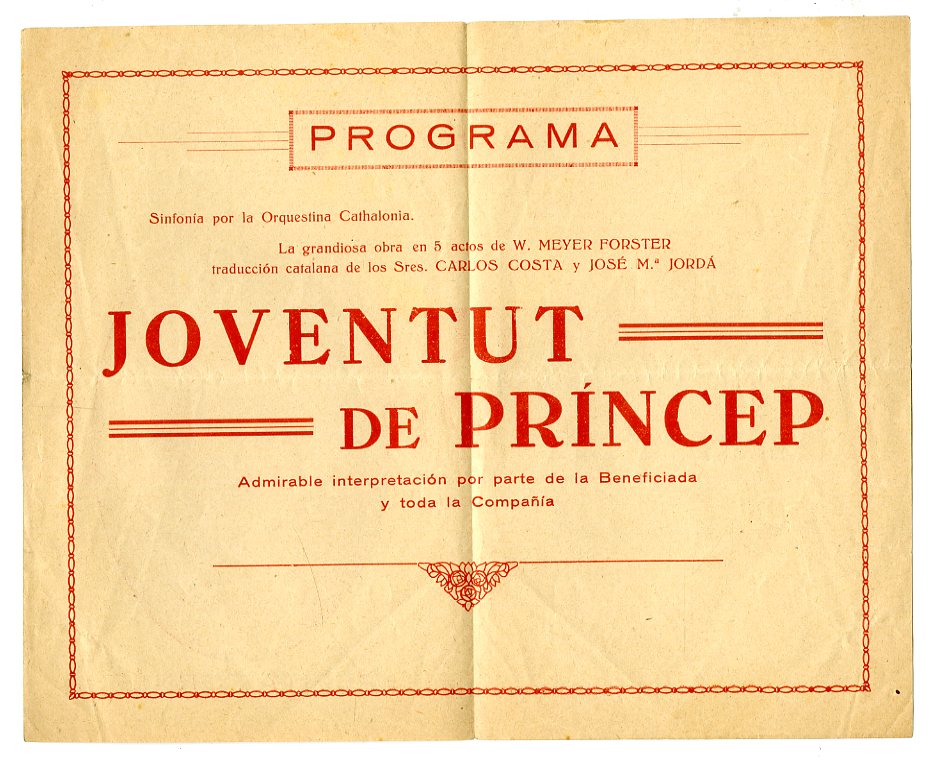 PROGRAMA
Sinfonía por la Orquestina Cathalonia.
La grandiosa obra en 5 actos de W. MEYER FORSTER
traducción catalana de los Sres. CARLOS COSTA y JOSÉ M.ª JORDÁ
JOVENTUT
DE PRÍNCEP
Admirable interpretación por parte de la Beneficiada
y toda la Compañía